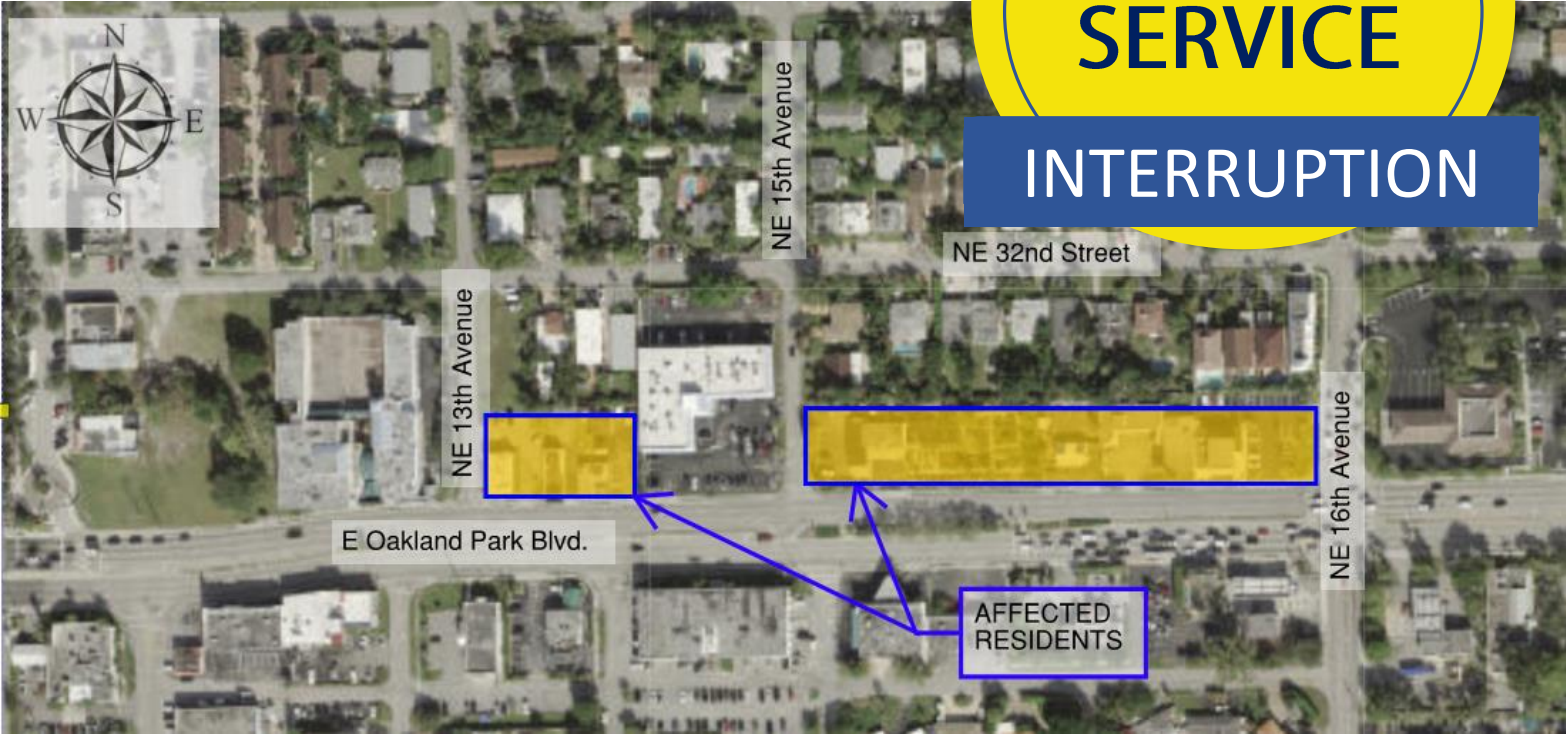 N
W
E
S
SERVICE
INTERRUPTION
NE 15th Avenue
NE 32nd Street
NE 13th Avenue
NE 16th Avenue
E Oakland Park Blvd.
AFFECTED
RESIDENTS